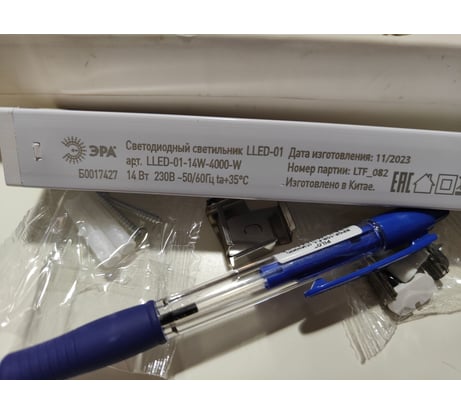 ЭРА
Светодиодный светильник LLED-01
арт. LLED-01-14W-4000-W
Б0017427
14 Вт 230В ~50/60Гц ta+35°C
Дата изготовления: 11/2023
Номер партии: LTF_082
Изготовлено в Китае.
EAC